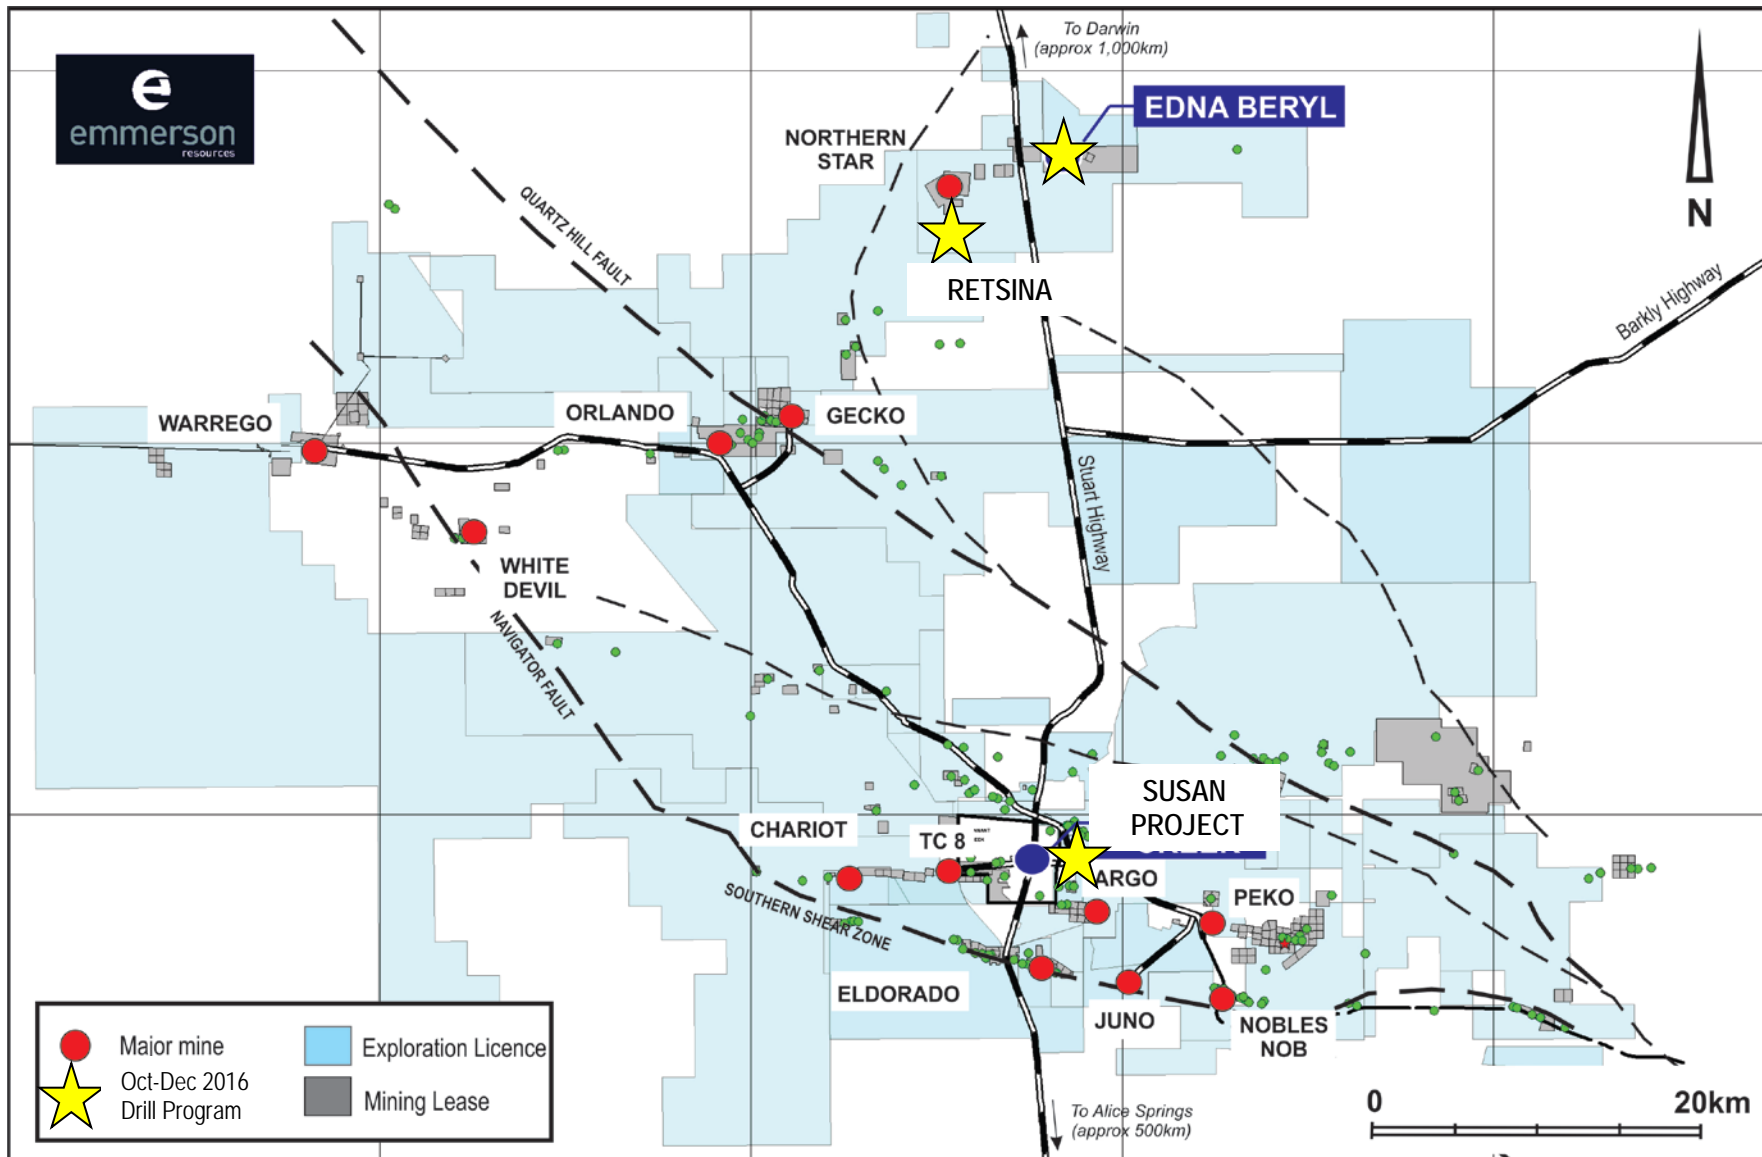 To Darwin
(approx 1,000km)
e
emmerson
resources
EDNA BERYL
NORTHERN
STAR
N
QUARTZ HILL FAULT
RETSINA
Barkly Highway
WARREGO
ORLANDO
GECKO
Stuart Highway
WHITE
DEVIL
NAVIGATOR FAULT
SUSAN
PROJECT
CHARIOT
TC 8
ARGO
PEKO
SOUTHERN SHEAR ZONE
ELDORADO
JUNO
NOBLES
NOB
Major mine
Exploration Licence
Oct-Dec 2016
Drill Program
Mining Lease
To Alice Springs
(approx 500km)
0 20km